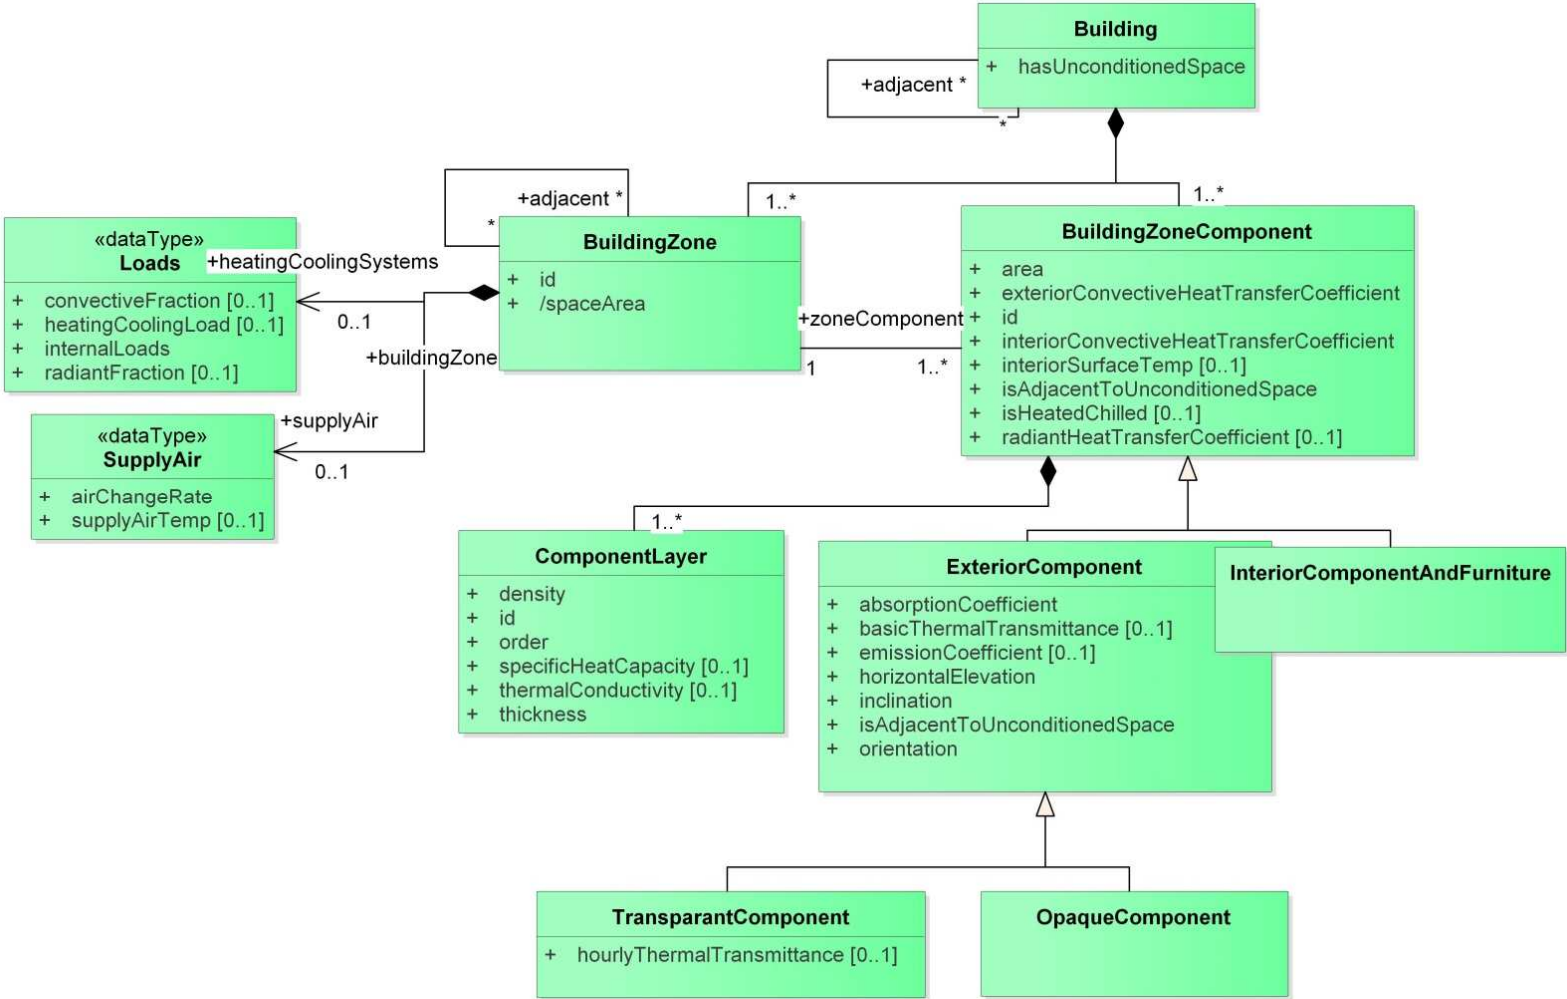 Building
+ hasUnconditionedSpace
+adjacent *
*
1..*
1..*
+adjacent *
*
«dataType»
Loads
+ convectiveFraction [0..1]
+ heatingCoolingLoad [0..1]
+ internalLoads
+ radiantFraction [0..1]
+heatingCoolingSystems
0..1
BuildingZone
+ id
+ /spaceArea
+buildingZone
+zoneComponent
1
1..*
BuildingZoneComponent
+ area
+ exteriorConvectiveHeatTransferCoefficient
+ id
+ interiorConvectiveHeatTransferCoefficient
+ interiorSurfaceTemp [0..1]
+ isAdjacentToUnconditionedSpace
+ isHeatedChilled [0..1]
+ radiantHeatTransferCoefficient [0..1]
«dataType»
SupplyAir
+ airChangeRate
+ supplyAirTemp [0..1]
+supplyAir
0..1
1..*
ComponentLayer
+ density
+ id
+ order
+ specificHeatCapacity [0..1]
+ thermalConductivity [0..1]
+ thickness
ExteriorComponent
+ absorptionCoefficient
+ basicThermalTransmittance [0..1]
+ emissionCoefficient [0..1]
+ horizontalElevation
+ inclination
+ isAdjacentToUnconditionedSpace
+ orientation
InteriorComponentAndFurniture
TransparantComponent
+ hourlyThermalTransmittance [0..1]
OpaqueComponent